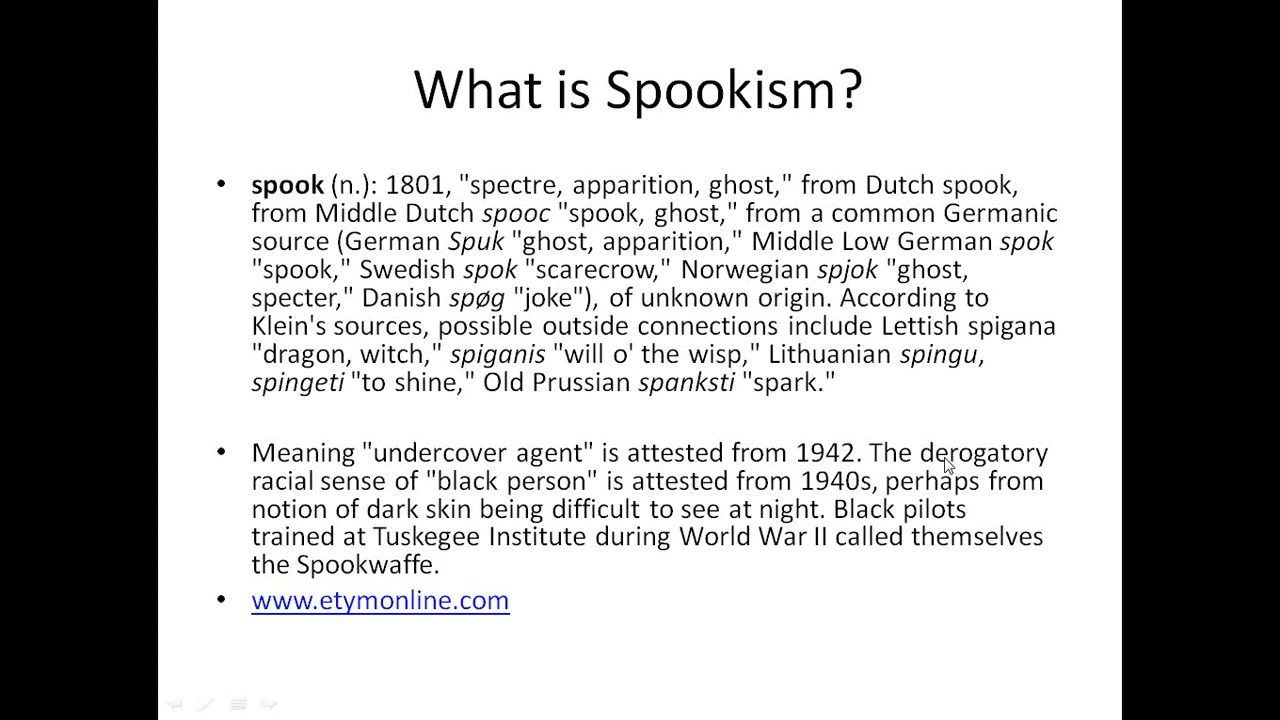 What is Spookism?
• spook (n.): 1801, "spectre, apparition, ghost," from Dutch spook,
from Middle Dutch spooc "spook, ghost," from a common Germanic
source (German Spuk "ghost, apparition," Middle Low German spok
"spook," Swedish spok "scarecrow," Norwegian spjok "ghost,
specter," Danish spøg "joke"), of unknown origin. According to
Klein's sources, possible outside connections include Lettish spigana
"dragon, witch," spiganis "will o' the wisp," Lithuanian spingu,
spingeti "to shine," Old Prussian spanksti "spark."
• Meaning "undercover agent" is attested from 1942. The derogatory
racial sense of "black person" is attested from 1940s, perhaps from
notion of dark skin being difficult to see at night. Black pilots
trained at Tuskegee Institute during World War II called themselves
the Spookwaffe.
• www.etymonline.com